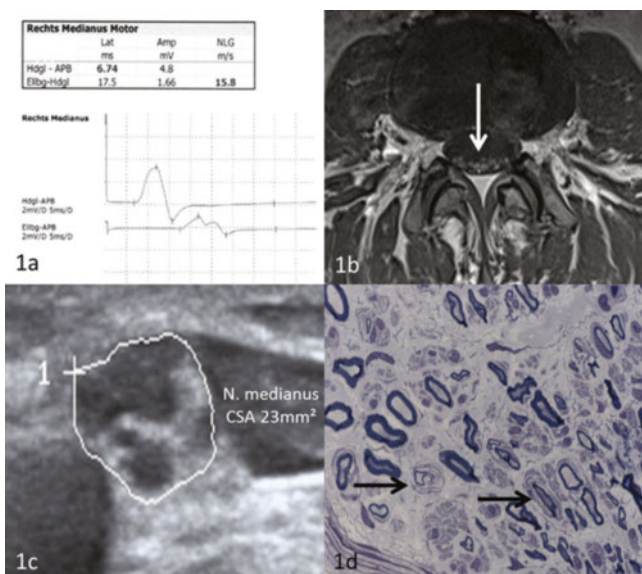 Rechts Medianus Motor
Lat Amp NLG
ms mV m/s
Hdgl - APB 6.74 4.8
Ellbg-Hdgl 17.5 1.66 15.8
Rechts Medianus
Hdgl-APB
2mV/D 5ms/D
Ellbg-APB
2mV/D 5ms/D
1a
1b
1
N. medianus
CSA 23mm²
1c
1d